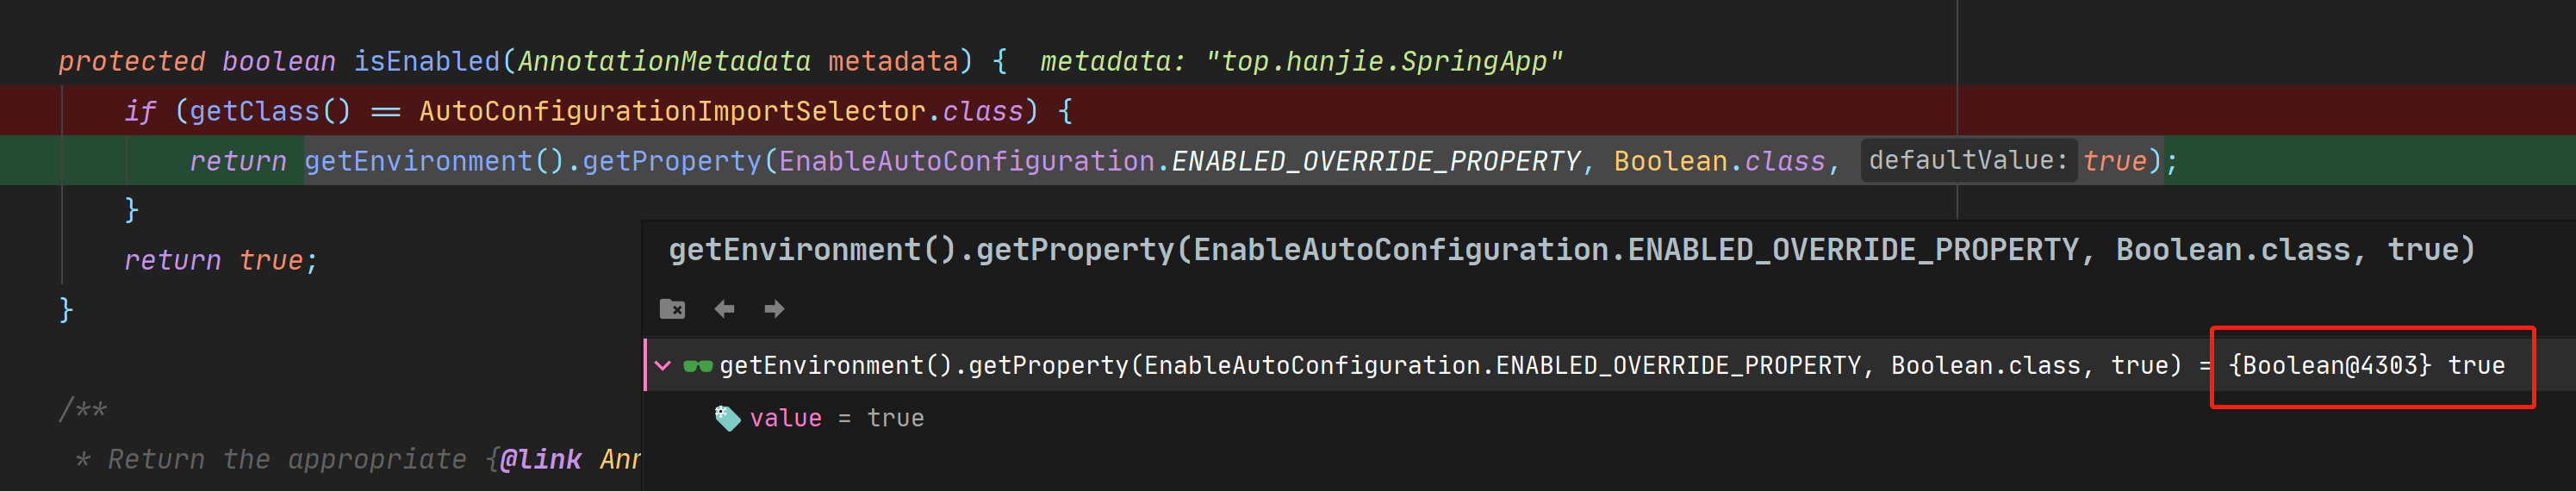 protected boolean isEnabled(AnnotationMetadata metadata) {  metadata: "top.hanjie.SpringApp"
if (getClass() == AutoConfigurationImportSelector.class) {
return getEnvironment().getProperty(EnableAutoConfiguration.ENABLED_OVERRIDE_PROPERTY, Boolean.class, defaultValue: true);
}
return true;
}
getEnvironment().getProperty(EnableAutoConfiguration.ENABLED_OVERRIDE_PROPERTY, Boolean.class, true)
getEnvironment().getProperty(EnableAutoConfiguration.ENABLED_OVERRIDE_PROPERTY, Boolean.class, true) = {Boolean@4303} true
value = true
/**
* Return the appropriate {@link Ann